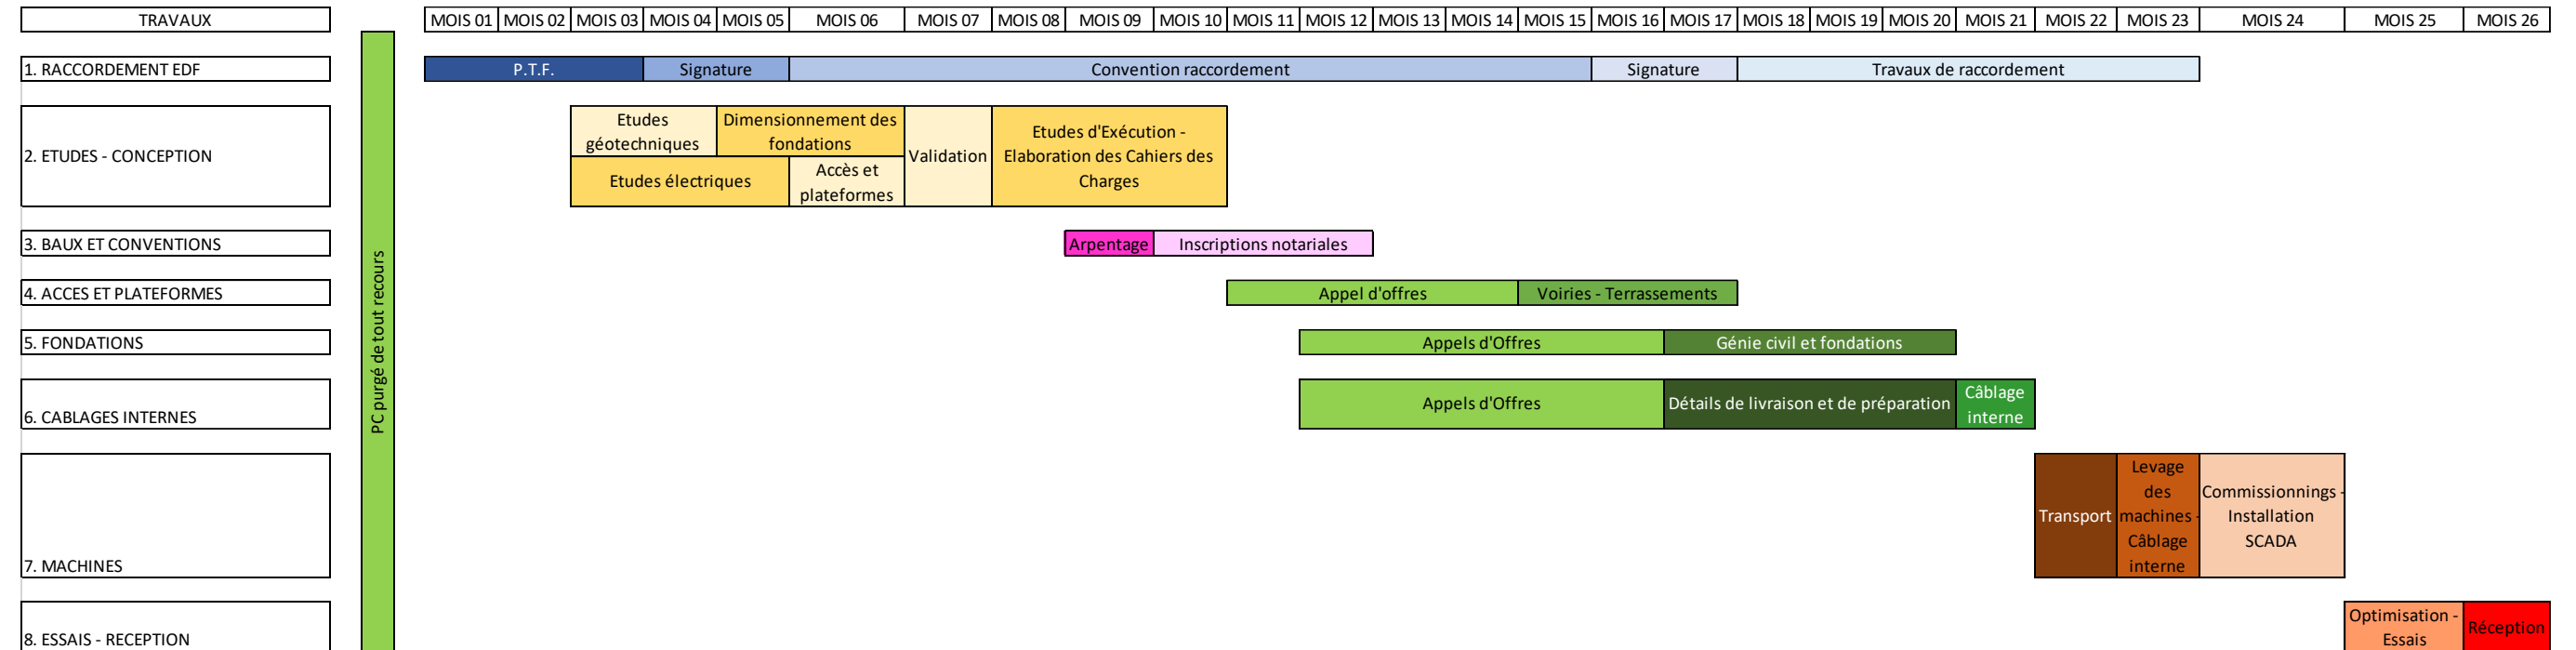 TRAVAUX
MOIS 01 MOIS 02 MOIS 03 MOIS 04 MOIS 05 MOIS 06 MOIS 07 MOIS 08 MOIS 09 MOIS 10 MOIS 11 MOIS 12 MOIS 13 MOIS 14 MOIS 15 MOIS 16 MOIS 17 MOIS 18 MOIS 19 MOIS 20 MOIS 21 MOIS 22 MOIS 23 MOIS 24 MOIS 25 MOIS 26
PC purgé de tout recours
1. RACCORDEMENT EDF
P.T.F.
Signature
Convention raccordement
Signature
Travaux de raccordement
2. ETUDES - CONCEPTION
Etudes
géotechniques
Dimensionnement des
fondations
Etudes électriques
Accès et
plateformes
Validation
Etudes d'Exécution -
Elaboration des Cahiers des
Charges
3. BAUX ET CONVENTIONS
Arpentage
Inscriptions notariales
4. ACCES ET PLATEFORMES
Appel d'offres
Voiries - Terrassements
5. FONDATIONS
Appels d'Offres
Génie civil et fondations
6. CABLAGES INTERNES
Appels d'Offres
Détails de livraison et de préparation
Câblage
interne
7. MACHINES
Transport
Levage
des
machines -
Câblage
interne
Commissionnings -
Installation
SCADA
8. ESSAIS - RECEPTION
Optimisation -
Essais
Réception